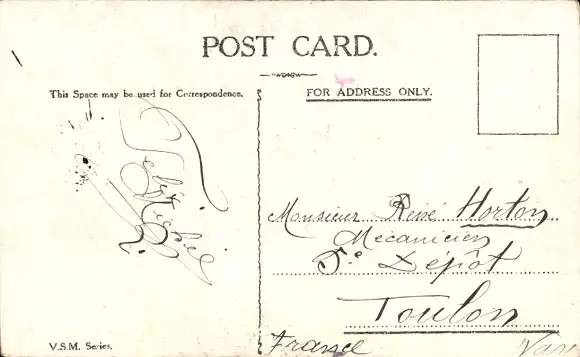 POST CARD.
This Space may be used for Correspondence.
FOR ADDRESS ONLY.
Monsieur René Horton
Mécanicien
5e Dépôt
Toulon
France Var
V.S.M. Series.